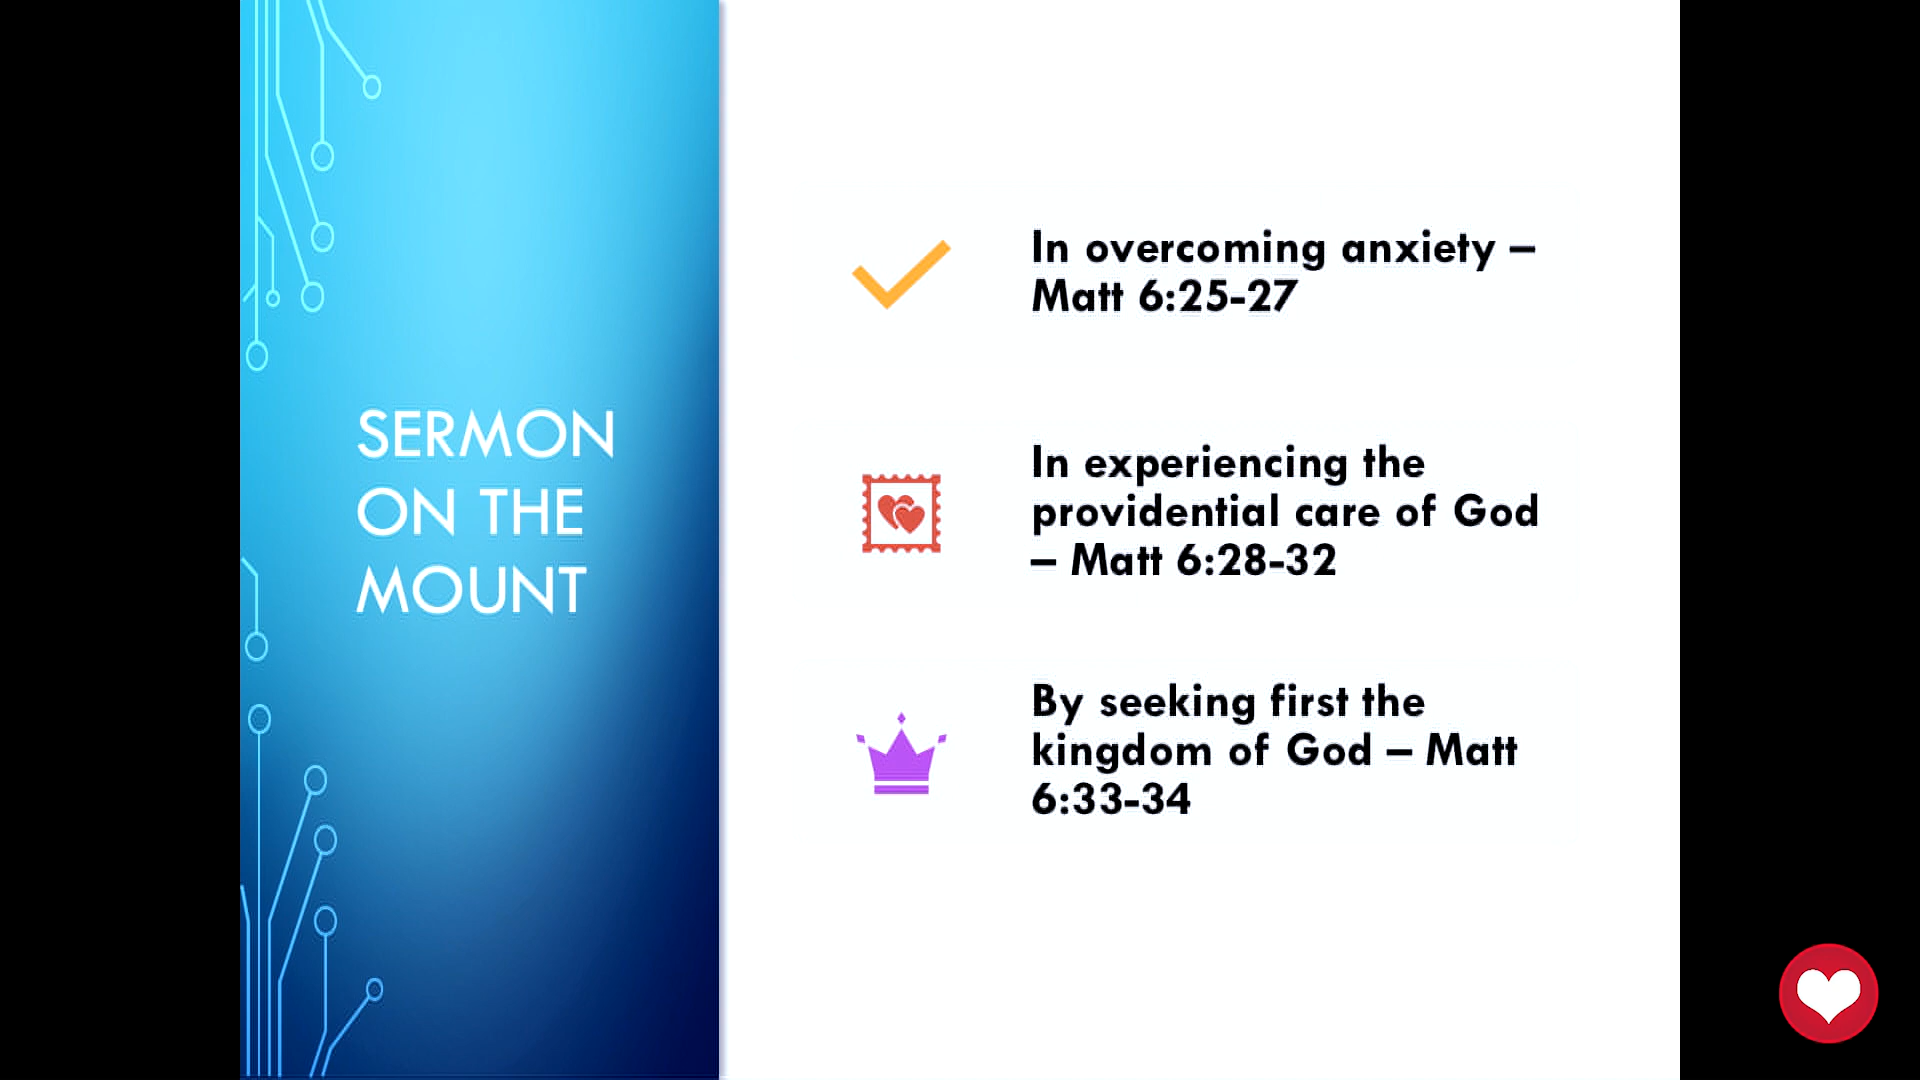 SERMON
ON THE
MOUNT
In overcoming anxiety –
Matt 6:25-27
In experiencing the
providential care of God
– Matt 6:28-32
By seeking first the
kingdom of God – Matt
6:33-34